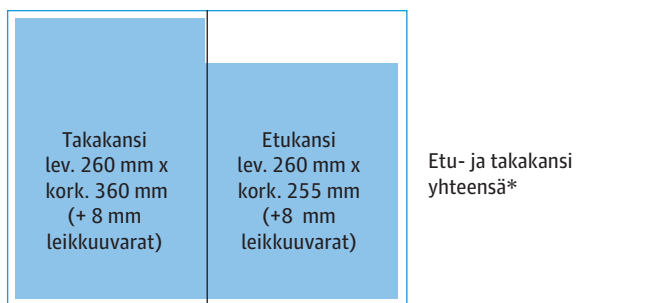 Takakansi
lev. 260 mm x
kork. 360 mm
(+ 8 mm
leikkuuvarat)
Etukansi
lev. 260 mm x
kork. 255 mm
(+8 mm
leikkuuvarat)
Etu- ja takakansi
yhteensä*